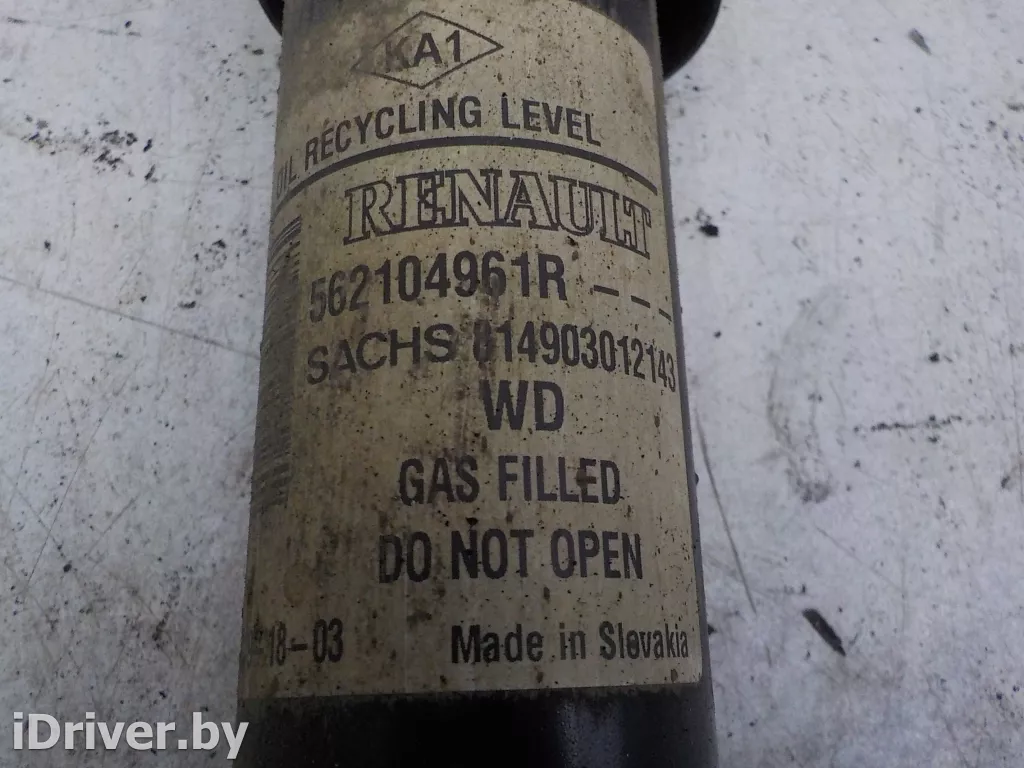 KA1
RECYCLING LEVEL
RENAULT
562104961R ---
SACHS 814903012143
WD
GAS FILLED
DO NOT OPEN
18-03 Made in Slovakia
iDriver.by